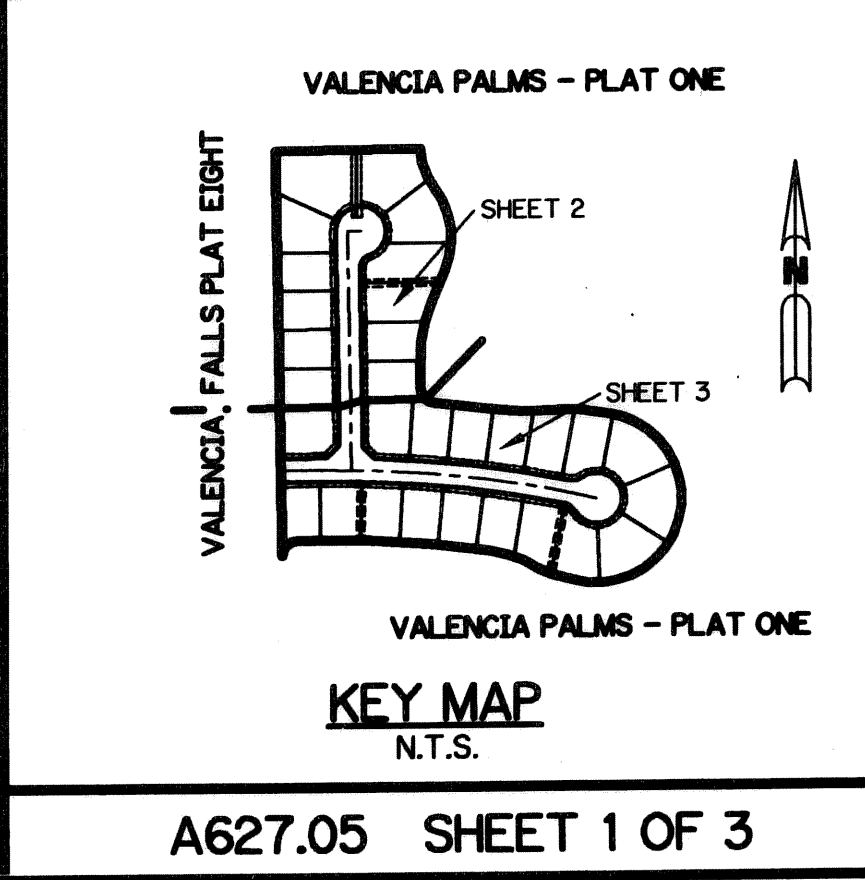 VALENCIA PALMS - PLAT ONE
VALENCIA FALLS PLAT EIGHT
SHEET 2
N
SHEET 3
VALENCIA PALMS - PLAT ONE
KEY MAP
N.T.S.
A627.05 SHEET 1 OF 3